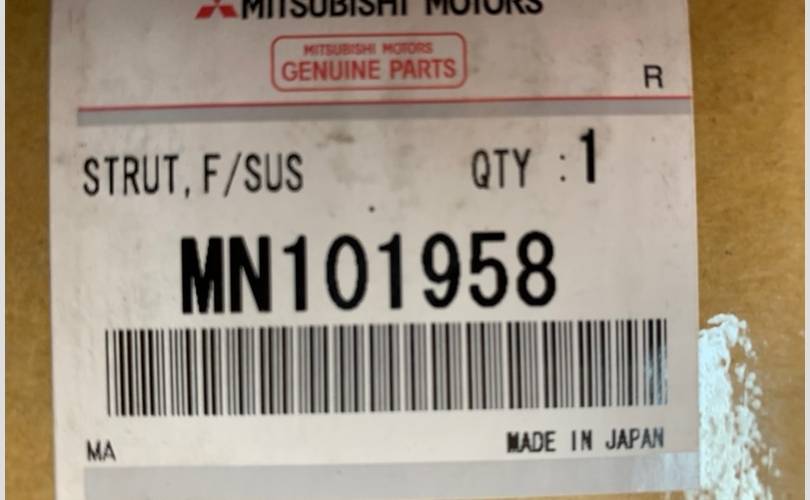 MITSUBISHI MOTORS
MITSUBISHI MOTORS
GENUINE PARTS
R
STRUT, F/SUS QTY : 1
MN101958
MA MADE IN JAPAN